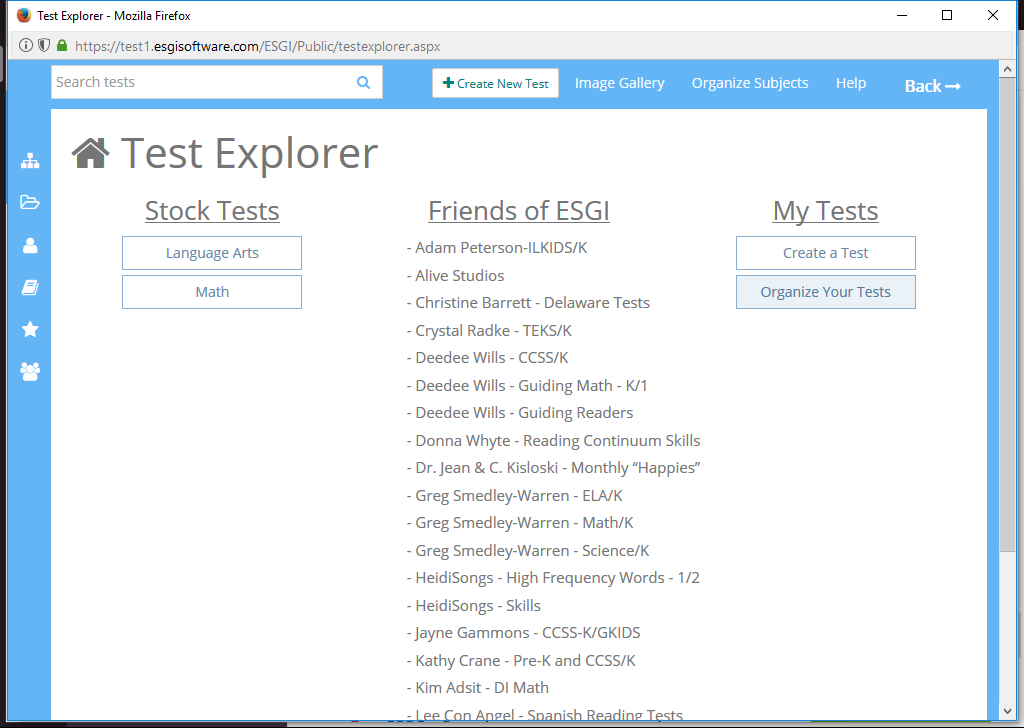 Test Explorer - Mozilla Firefox
https://test1.esgisoftware.com/ESGI/Public/testexplorer.aspx
Search tests
Create New Test
Image Gallery
Organize Subjects
Help
Back
Test Explorer
Stock Tests
Language Arts
Math
Friends of ESGI
- Adam Peterson-ILKIDS/K
- Alive Studios
- Christine Barrett - Delaware Tests
- Crystal Radke - TEKS/K
- Deedee Wills - CCSS/K
- Deedee Wills - Guiding Math - K/1
- Deedee Wills - Guiding Readers
- Donna Whyte - Reading Continuum Skills
- Dr. Jean & C. Kisloski - Monthly “Happies”
- Greg Smedley-Warren - ELA/K
- Greg Smedley-Warren - Math/K
- Greg Smedley-Warren - Science/K
- HeidiSongs - High Frequency Words - 1/2
- HeidiSongs - Skills
- Jayne Gammons - CCSS-K/GKIDS
- Kathy Crane - Pre-K and CCSS/K
- Kim Adsit - DI Math
- Lee Con Angel - Spanish Reading Tests
My Tests
Create a Test
Organize Your Tests